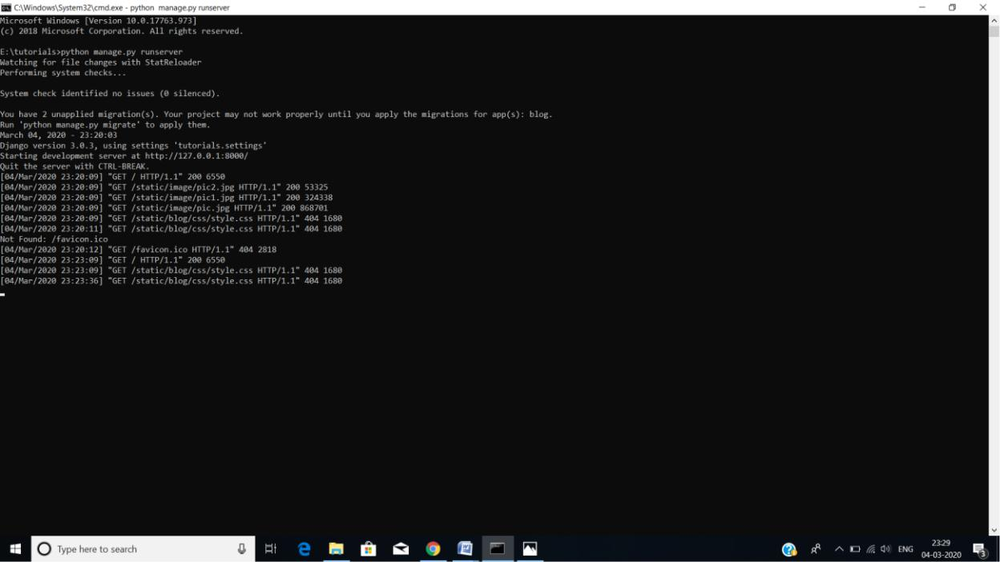 C:\Windows\System32\cmd.exe - python  manage.py runserver
Microsoft Windows [Version 10.0.17763.973]
(c) 2018 Microsoft Corporation. All rights reserved.
E:\tutorials>python manage.py runserver
Watching for file changes with StatReloader
Performing system checks...
System check identified no issues (0 silenced).
You have 2 unapplied migration(s). Your project may not work properly until you apply the migrations for app(s): blog.
Run 'python manage.py migrate' to apply them.
March 04, 2020 - 23:20:03
Django version 3.0.3, using settings 'tutorials.settings'
Starting development server at http://127.0.0.1:8000/
Quit the server with CTRL-BREAK.
[04/Mar/2020 23:20:09] "GET / HTTP/1.1" 200 6550
[04/Mar/2020 23:20:09] "GET /static/image/pic2.jpg HTTP/1.1" 200 53325
[04/Mar/2020 23:20:09] "GET /static/image/pic1.jpg HTTP/1.1" 200 324338
[04/Mar/2020 23:20:09] "GET /static/image/pic.jpg HTTP/1.1" 200 868701
[04/Mar/2020 23:20:09] "GET /static/blog/css/style.css HTTP/1.1" 404 1680
[04/Mar/2020 23:20:11] "GET /static/blog/css/style.css HTTP/1.1" 404 1680
Not Found: /favicon.ico
[04/Mar/2020 23:20:12] "GET /favicon.ico HTTP/1.1" 404 2818
[04/Mar/2020 23:23:09] "GET / HTTP/1.1" 200 6550
[04/Mar/2020 23:23:09] "GET /static/blog/css/style.css HTTP/1.1" 404 1680
[04/Mar/2020 23:23:36] "GET /static/blog/css/style.css HTTP/1.1" 404 1680
Type here to search
ENG
23:29
04-03-2020
3